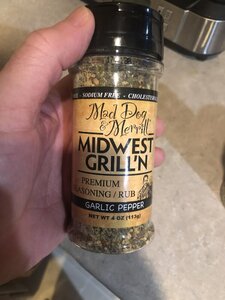 - SODIUM FREE - CHOLESTE
Mad Dog
& Merrill
MIDWEST
GRILL'N
PREMIUM
SEASONING / RUB
GARLIC PEPPER
NET WT 4 OZ (113g)